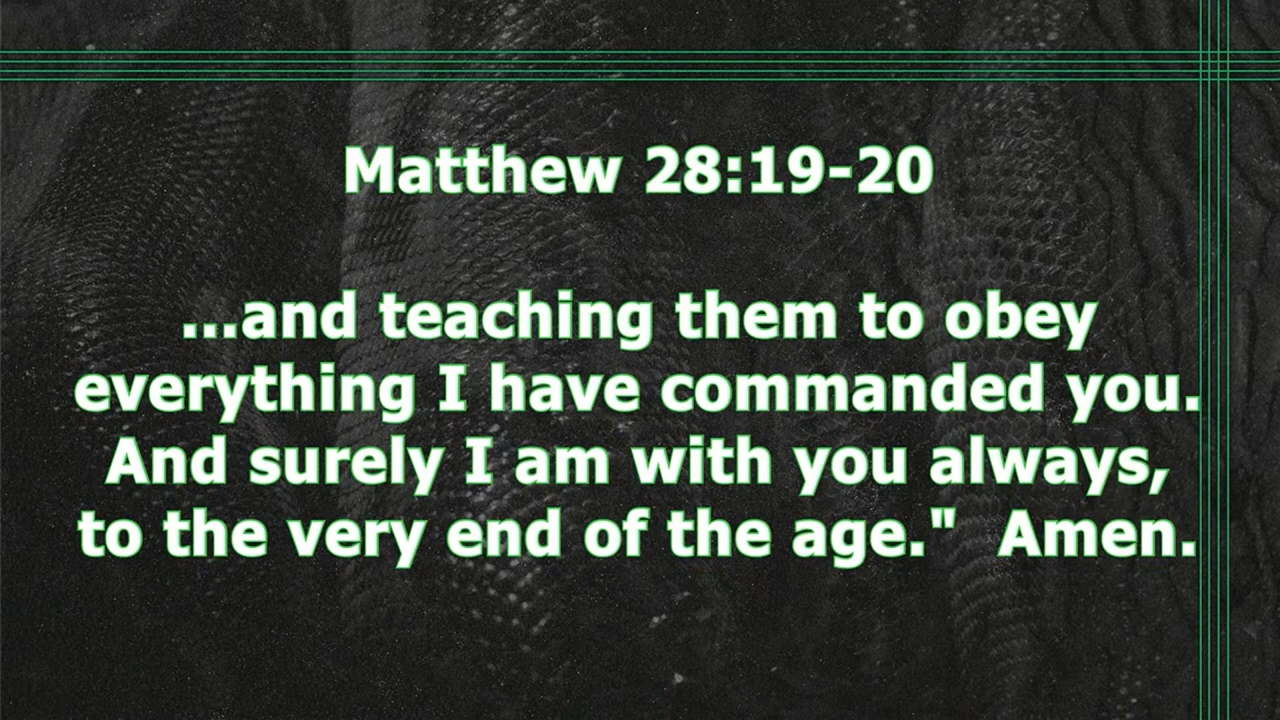 Matthew 28:19-20
...and teaching them to obey
everything I have commanded you.
And surely I am with you always,
to the very end of the age."  Amen.